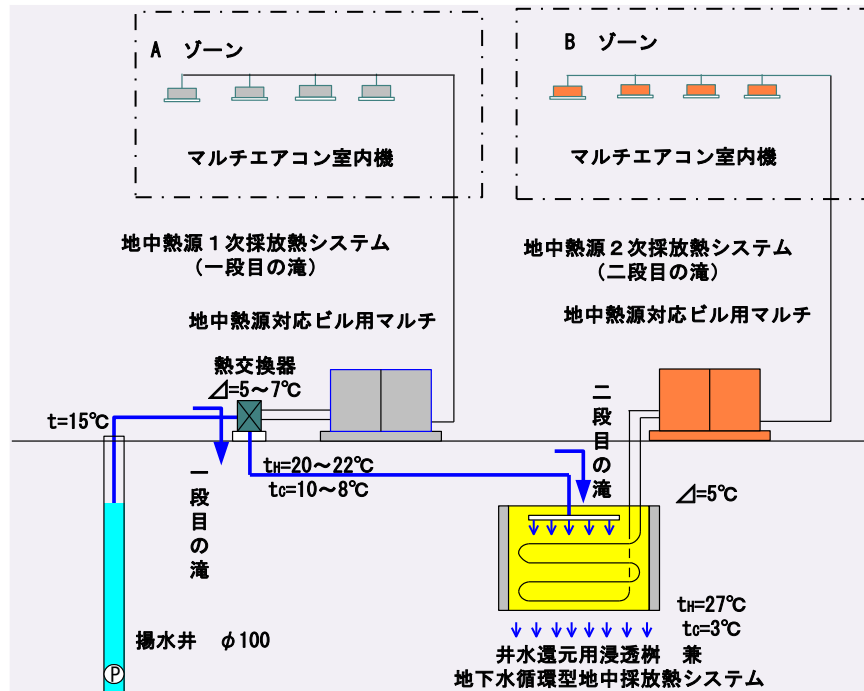 A ゾーン
マルチエアコン室内機
B ゾーン
マルチエアコン室内機
地中熱源1次採放熱システム
(一段目の滝)
地中熱源2次採放熱システム
(二段目の滝)
地中熱源対応ビル用マルチ
地中熱源対応ビル用マルチ
熱交換器
⊿=5~7℃
t=15℃
一段目の滝
tH=20~22℃
tC=10~8℃
二段目の滝
⊿=5℃
tH=27℃
tC=3℃
揚水井 φ100
P
井水還元用浸透桝 兼
地下水循環型地中採放熱システム